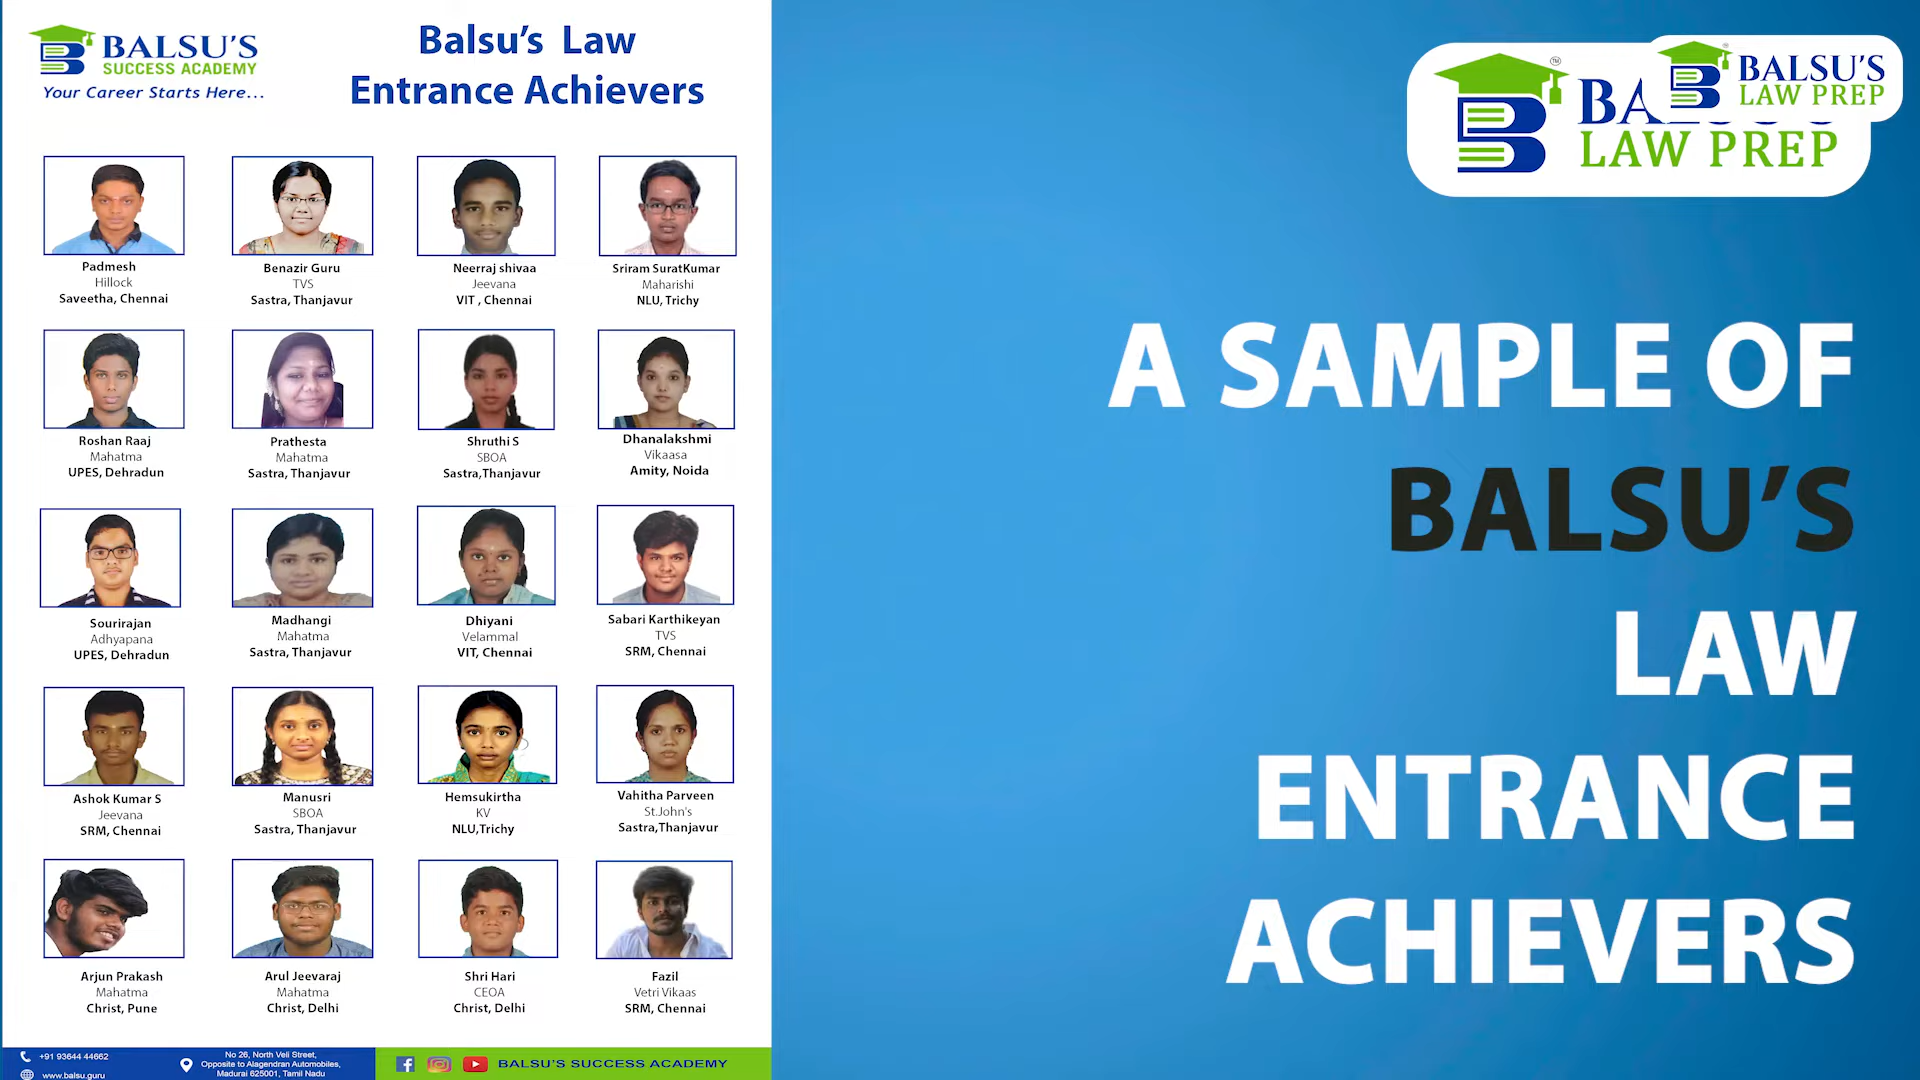 BALSU'S
SUCCESS ACADEMY
Your Career Starts Here...
Balsu's Law
Entrance Achievers
Padmesh
Hillock
Saveetha, Chennai
Benazir Guru
TVS
Sastra, Thanjavur
Neerraj shivaa
Jeevana
VIT , Chennai
Sriram SuratKumar
Maharishi
NLU, Trichy
Roshan Raaj
Mahatma
UPES, Dehradun
Prathesta
Mahatma
Sastra, Thanjavur
Shruthi S
SBOA
Sastra,Thanjavur
Dhanalakshmi
Vikaasa
Amity, Noida
Sourirajan
Adhyapana
UPES, Dehradun
Madhangi
Mahatma
Sastra, Thanjavur
Dhiyani
Velammal
VIT, Chennai
Sabari Karthikeyan
TVS
SRM, Chennai
Ashok Kumar S
Jeevana
SRM, Chennai
Manusri
SBOA
Sastra, Thanjavur
Hemsukirtha
KV
NLU,Trichy
Vahitha Parveen
St.John's
Sastra,Thanjavur
Arjun Prakash
Mahatma
Christ, Pune
Arul Jeevaraj
Mahatma
Christ, Delhi
Shri Hari
CEOA
Christ, Delhi
Fazil
Vetri Vikaas
SRM, Chennai
+91 93644 44662
www.balsu.guru
No 26, North Veli Street,
Opposite to Alagendran Automobiles,
Madurai 625001, Tamil Nadu
BALSU'S SUCCESS ACADEMY
BALSU'S
LAW PREP
LAW PREP
A SAMPLE OF
BALSU'S
LAW
ENTRANCE
ACHIEVERS